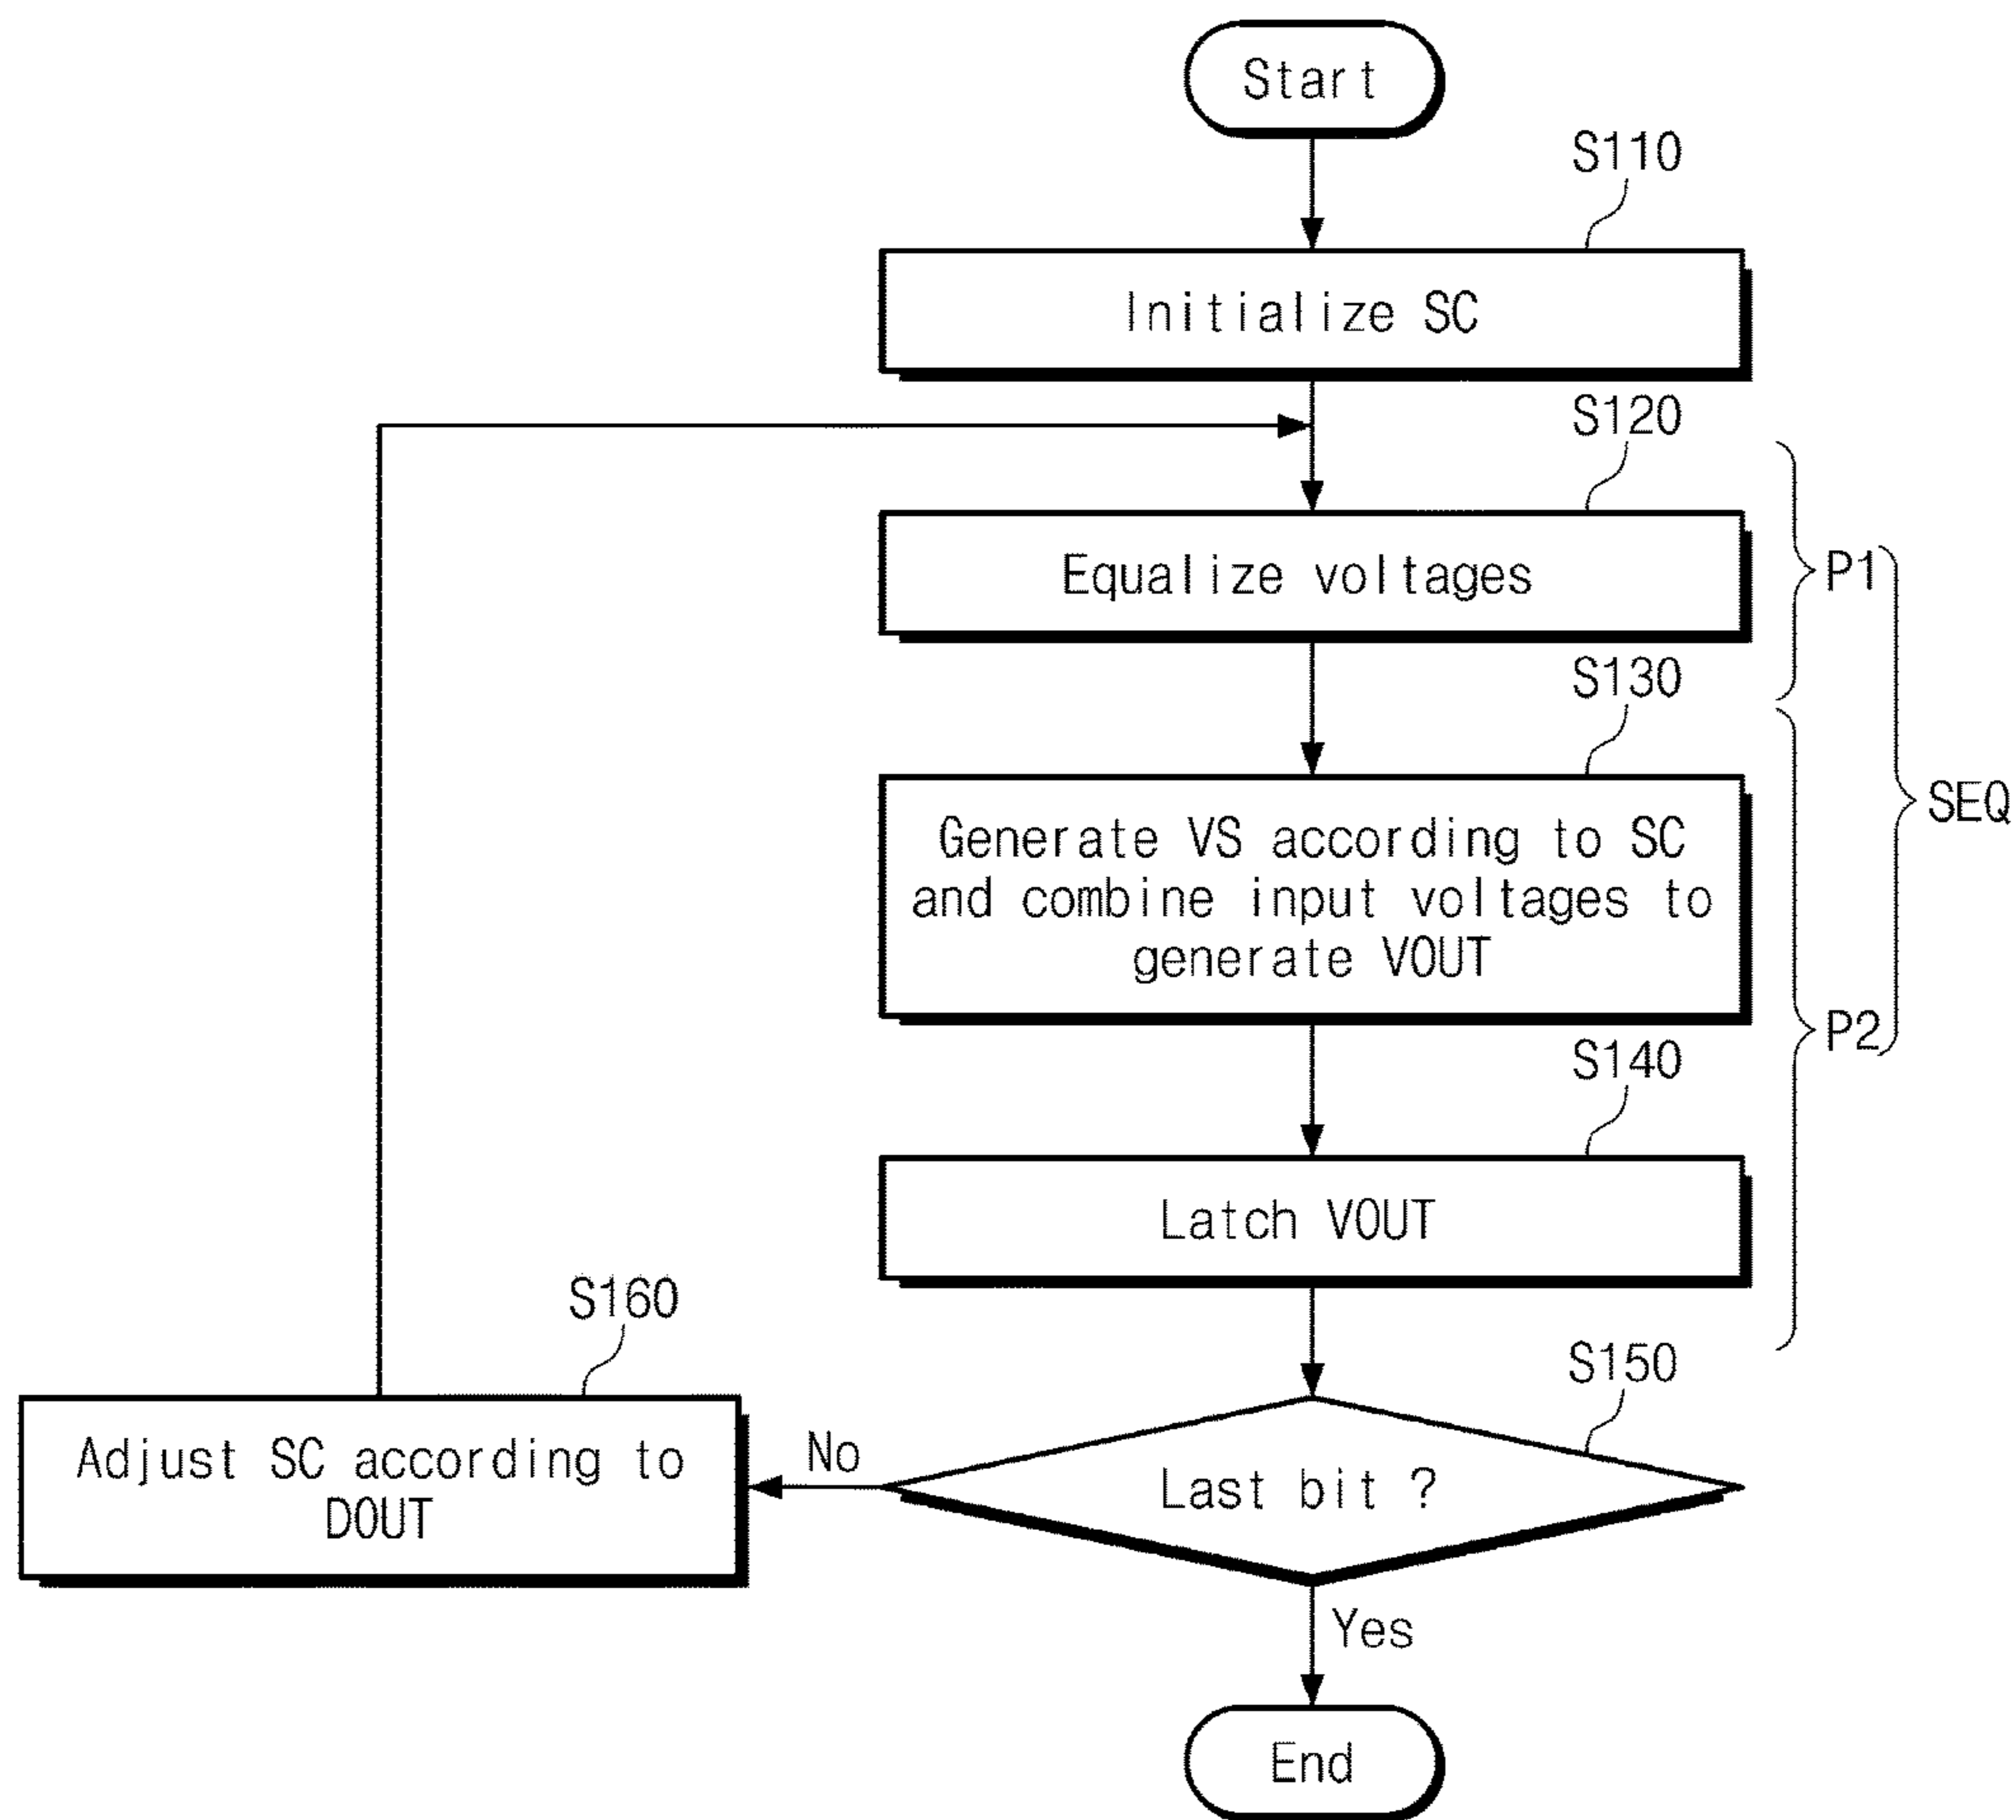 Start
S110
Initialize SC
S120
Equalize voltages
P1
S130
Generate VS according to SC
and combine input voltages to
generate VOUT
SEQ
P2
S140
Latch VOUT
S160
Adjust SC according to
DOUT
No
S150
Last bit ?
Yes
End